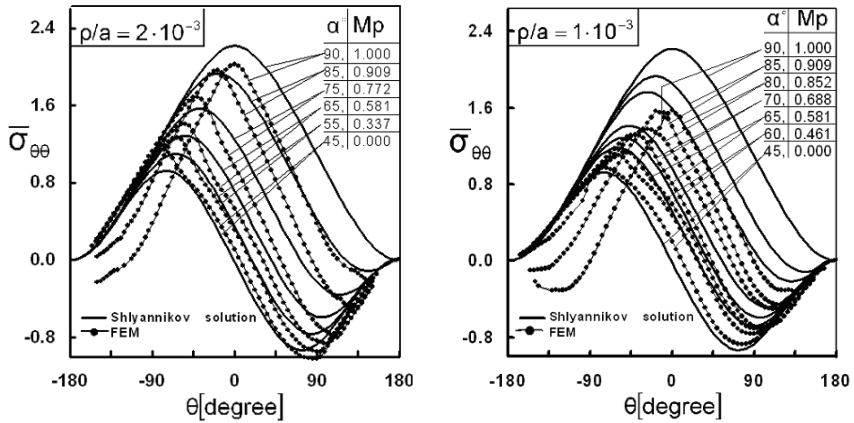 ρ/a = 2·10⁻³
α° Mp
90, 1.000
85, 0.909
75, 0.772
65, 0.581
55, 0.337
45, 0.000
2.4
1.6
0.8
0.0
-0.8
σ̄θθ
Shlyannikov solution
FEM
-180 -90 0 90 180
θ[degree]
ρ/a = 1·10⁻³
α° Mp
90, 1.000
85, 0.909
80, 0.852
70, 0.688
65, 0.581
60, 0.461
45, 0.000
2.4
1.6
0.8
0.0
-0.8
σ̄θθ
Shlyannikov solution
FEM
-180 -90 0 90 180
θ[degree]